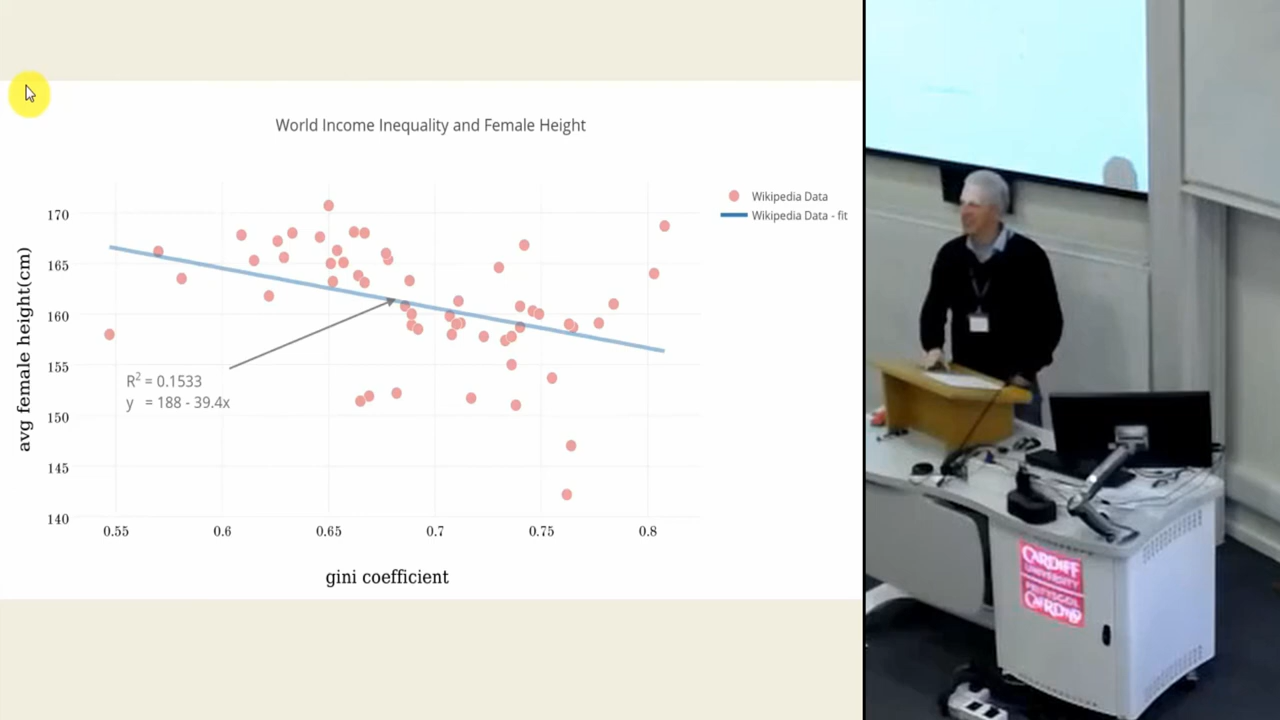 World Income Inequality and Female Height
Wikipedia Data
Wikipedia Data - fit
avg female height(cm)
170
165
160
155
150
145
140
R² = 0.1533
y = 188 - 39.4x
0.55
0.6
0.65
0.7
0.75
0.8
gini coefficient
CARDIFF
UNIVERSITY
PRIFYSGOL
CAERDYDD